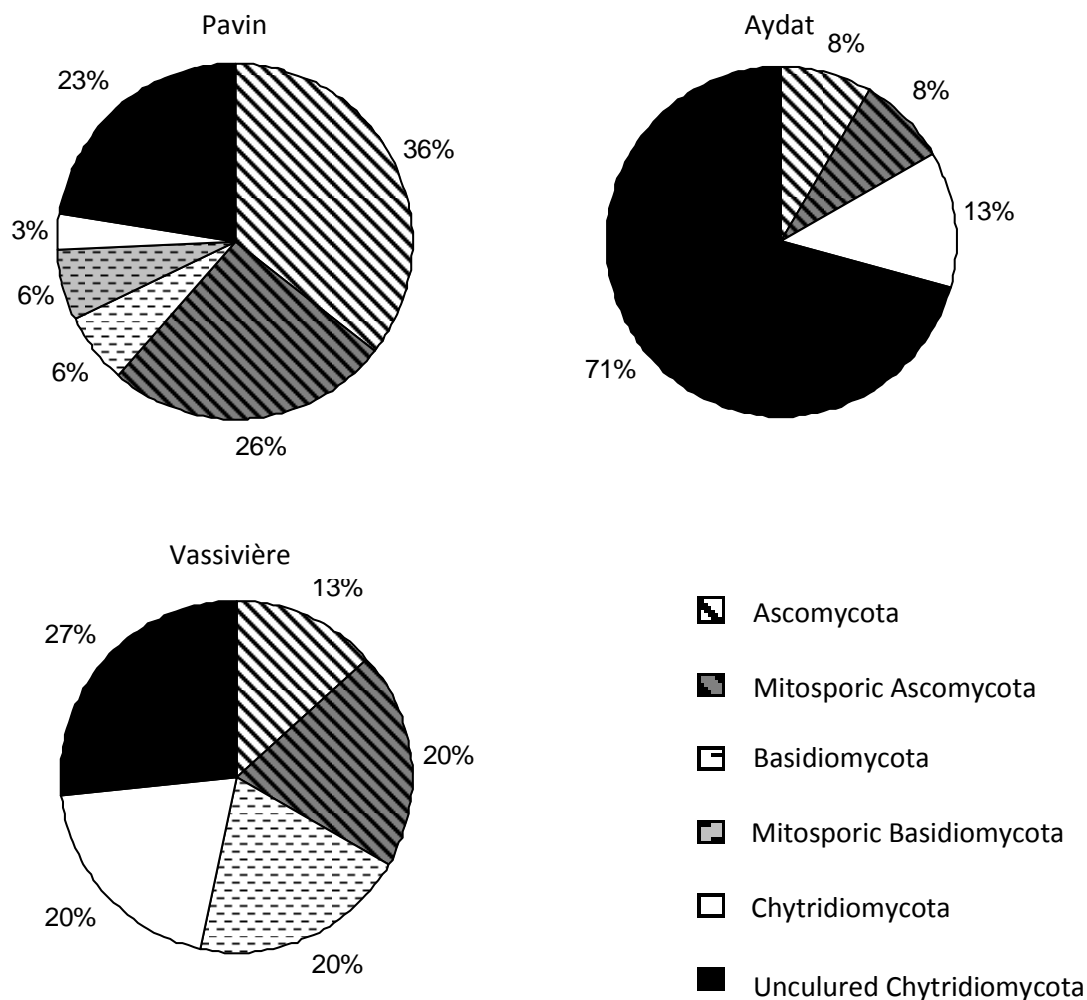 Pavin
23%
36%
3%
6%
6%
26%
Aydat
8%
8%
13%
71%
Vassivière
13%
27%
20%
20%
20%
Ascomycota
Mitosporic Ascomycota
Basidiomycota
Mitosporic Basidiomycota
Chytridiomycota
Unculured Chytridiomycota